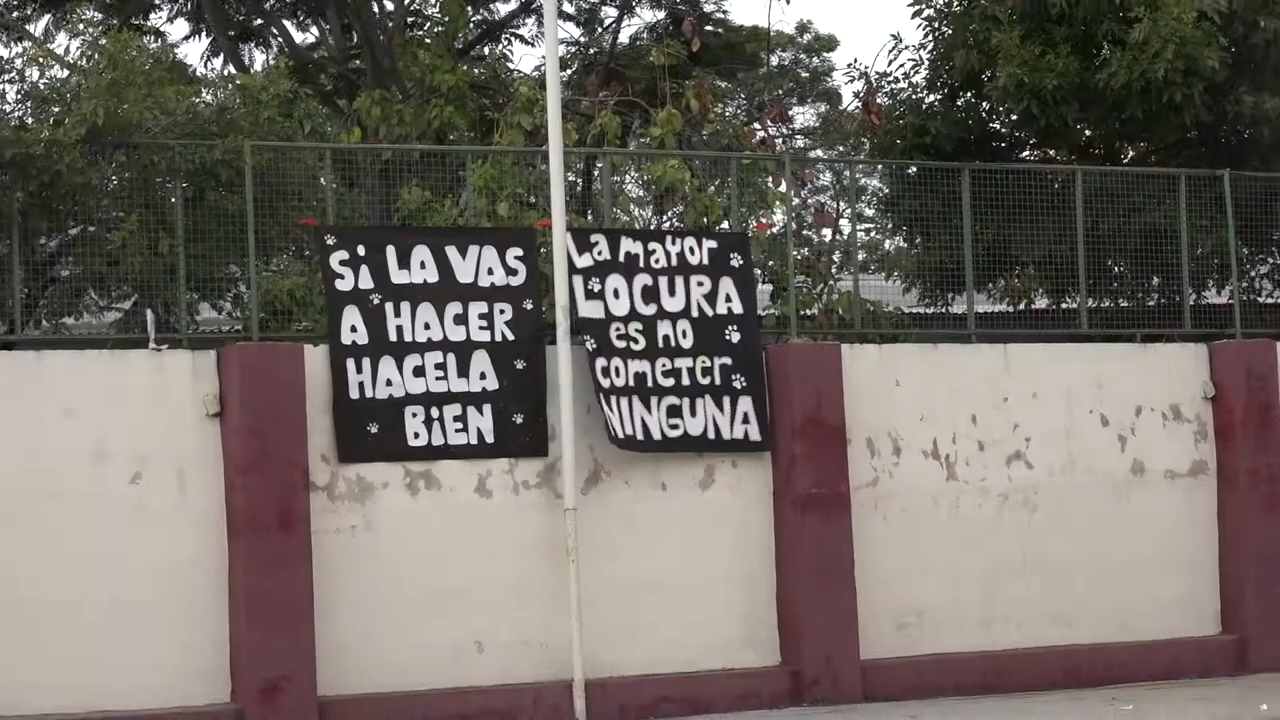 Si LA VAS
A HACER
HACELA
BiEN
La mayor
LOCURA
es no
cometer
NINGUNA